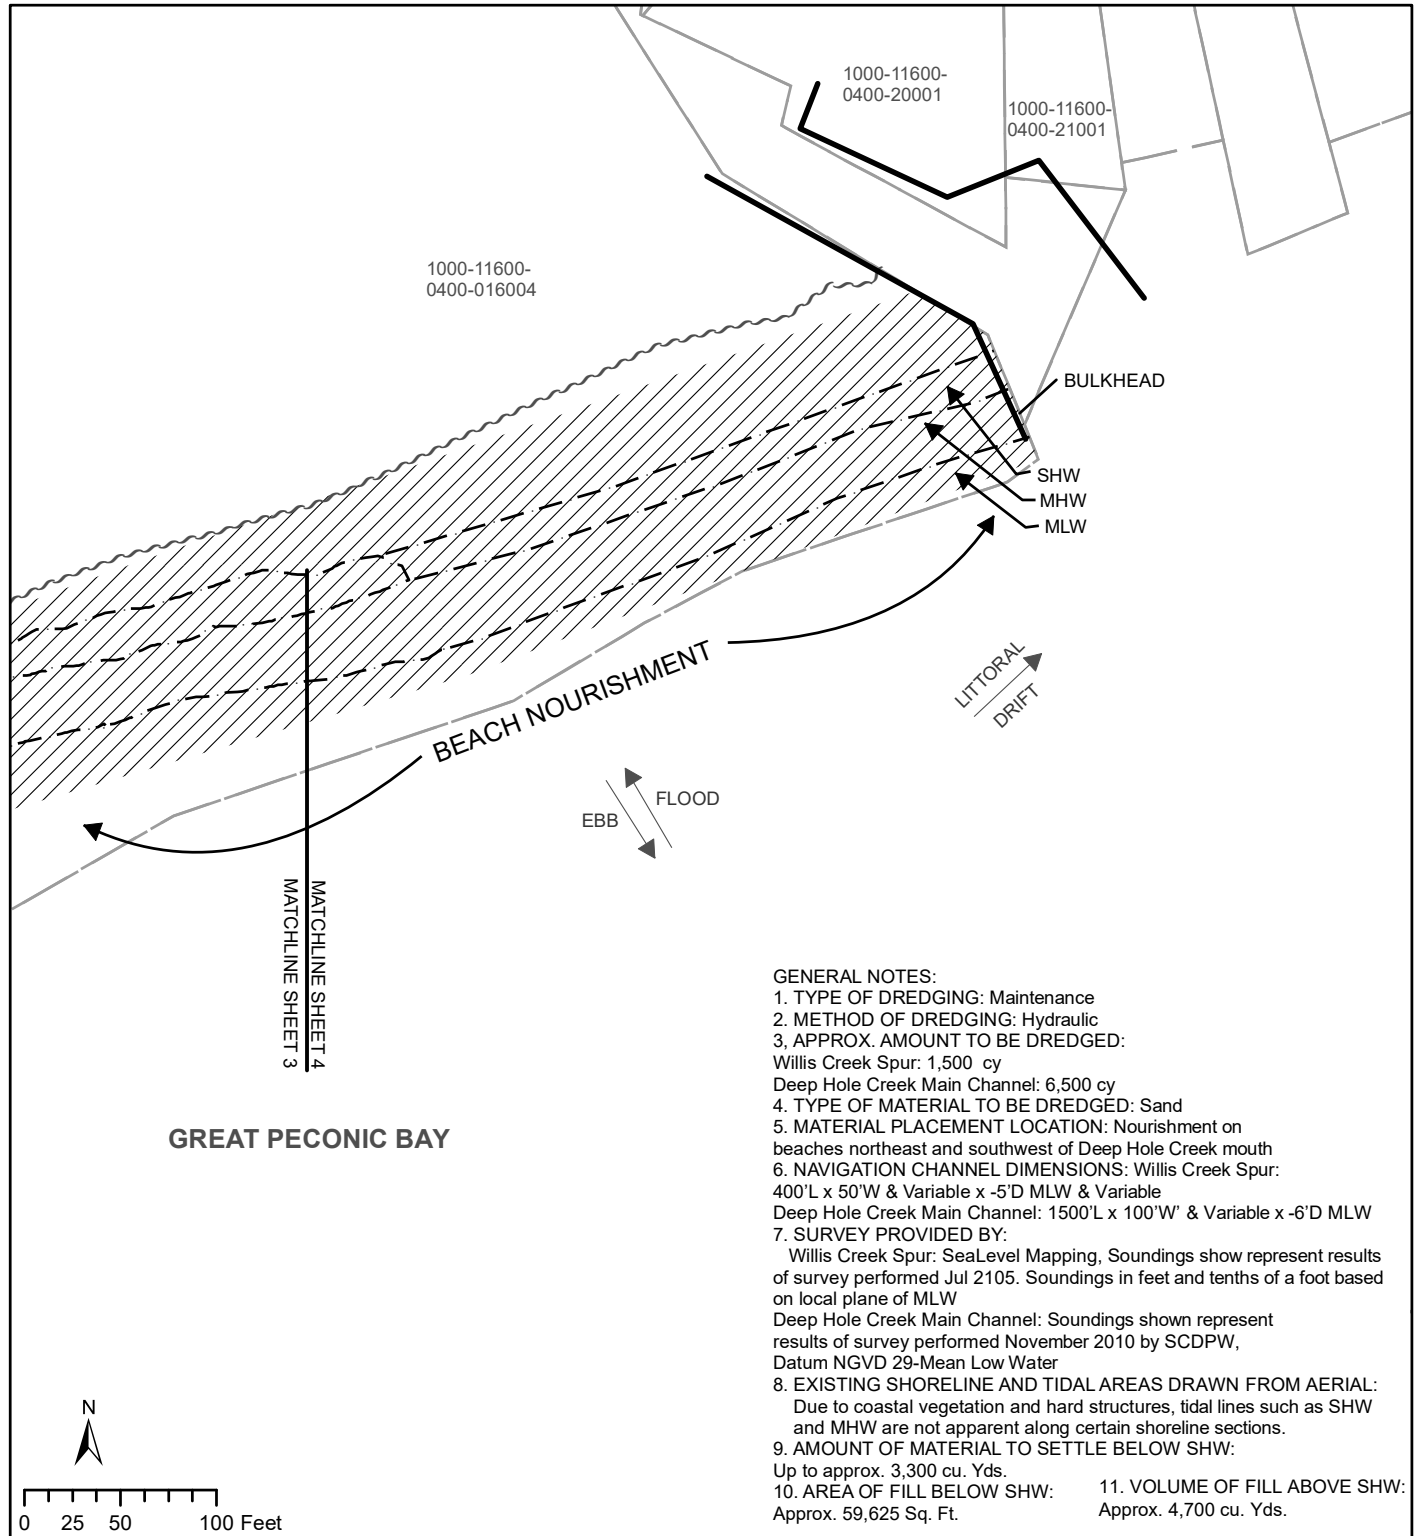 1000-11600-
0400-20001
1000-11600-
0400-21001
1000-11600-
0400-016004
BULKHEAD
SHW
MHW
MLW
BEACH NOURISHMENT
LITTORAL
DRIFT
FLOOD
EBB
MATCHLINE SHEET 4
MATCHLINE SHEET 3
GREAT PECONIC BAY
GENERAL NOTES:
1. TYPE OF DREDGING: Maintenance
2. METHOD OF DREDGING: Hydraulic
3, APPROX. AMOUNT TO BE DREDGED:
Willis Creek Spur: 1,500 cy
Deep Hole Creek Main Channel: 6,500 cy
4. TYPE OF MATERIAL TO BE DREDGED: Sand
5. MATERIAL PLACEMENT LOCATION: Nourishment on
beaches northeast and southwest of Deep Hole Creek mouth
6. NAVIGATION CHANNEL DIMENSIONS: Willis Creek Spur:
400'L x 50'W & Variable x -5'D MLW & Variable
Deep Hole Creek Main Channel: 1500'L x 100'W' & Variable x -6'D MLW
7. SURVEY PROVIDED BY:
Willis Creek Spur: SeaLevel Mapping, Soundings show represent results
of survey performed Jul 2105. Soundings in feet and tenths of a foot based
on local plane of MLW
Deep Hole Creek Main Channel: Soundings shown represent
results of survey performed November 2010 by SCDPW,
Datum NGVD 29-Mean Low Water
8. EXISTING SHORELINE AND TIDAL AREAS DRAWN FROM AERIAL:
Due to coastal vegetation and hard structures, tidal lines such as SHW
and MHW are not apparent along certain shoreline sections.
9. AMOUNT OF MATERIAL TO SETTLE BELOW SHW:
Up to approx. 3,300 cu. Yds.
10. AREA OF FILL BELOW SHW:
Approx. 59,625 Sq. Ft.
11. VOLUME OF FILL ABOVE SHW:
Approx. 4,700 cu. Yds.
N
0 25 50 100 Feet